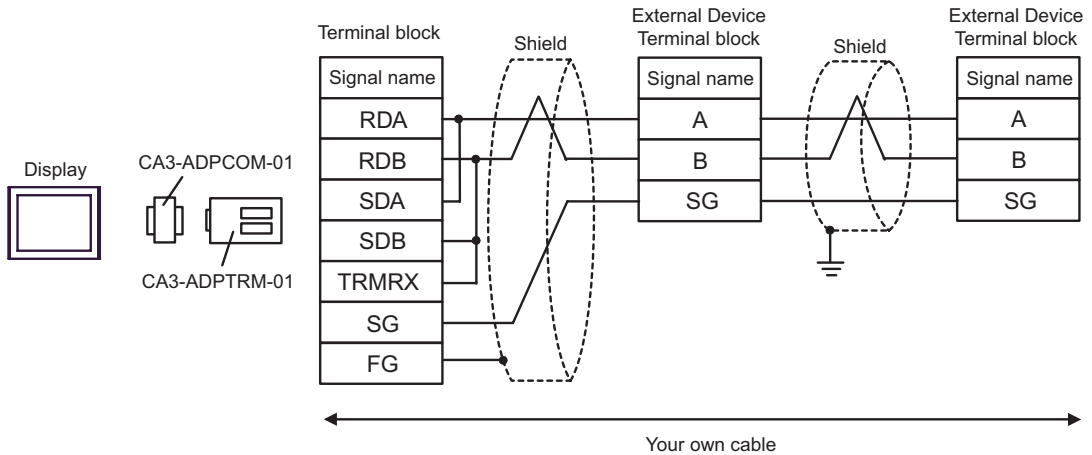 Display
CA3-ADPCOM-01
CA3-ADPTRM-01
Terminal block
Signal name
RDA
RDB
SDA
SDB
TRMRX
SG
FG
Shield
External Device
Terminal block
Signal name
A
B
SG
Shield
External Device
Terminal block
Signal name
A
B
SG
Your own cable